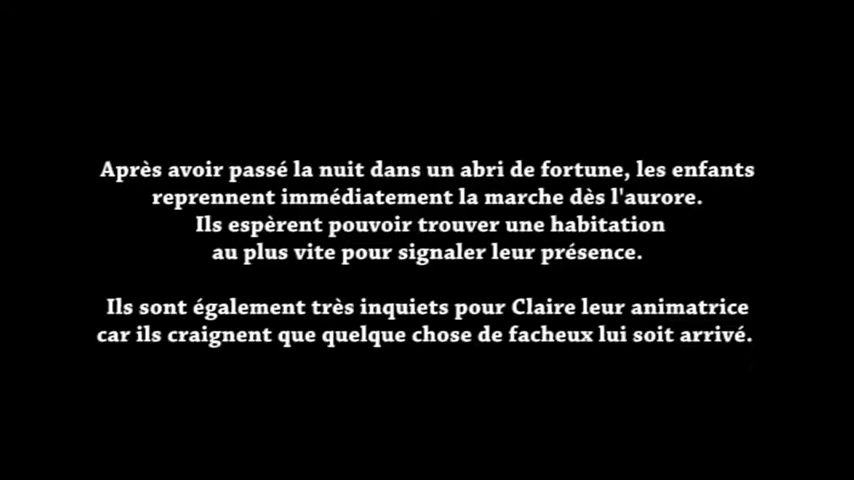 Après avoir passé la nuit dans un abri de fortune, les enfants
reprennent immédiatement la marche dès l'aurore.
Ils espèrent pouvoir trouver une habitation
au plus vite pour signaler leur présence.
Ils sont également très inquiets pour Claire leur animatrice
car ils craignent que quelque chose de facheux lui soit arrivé.